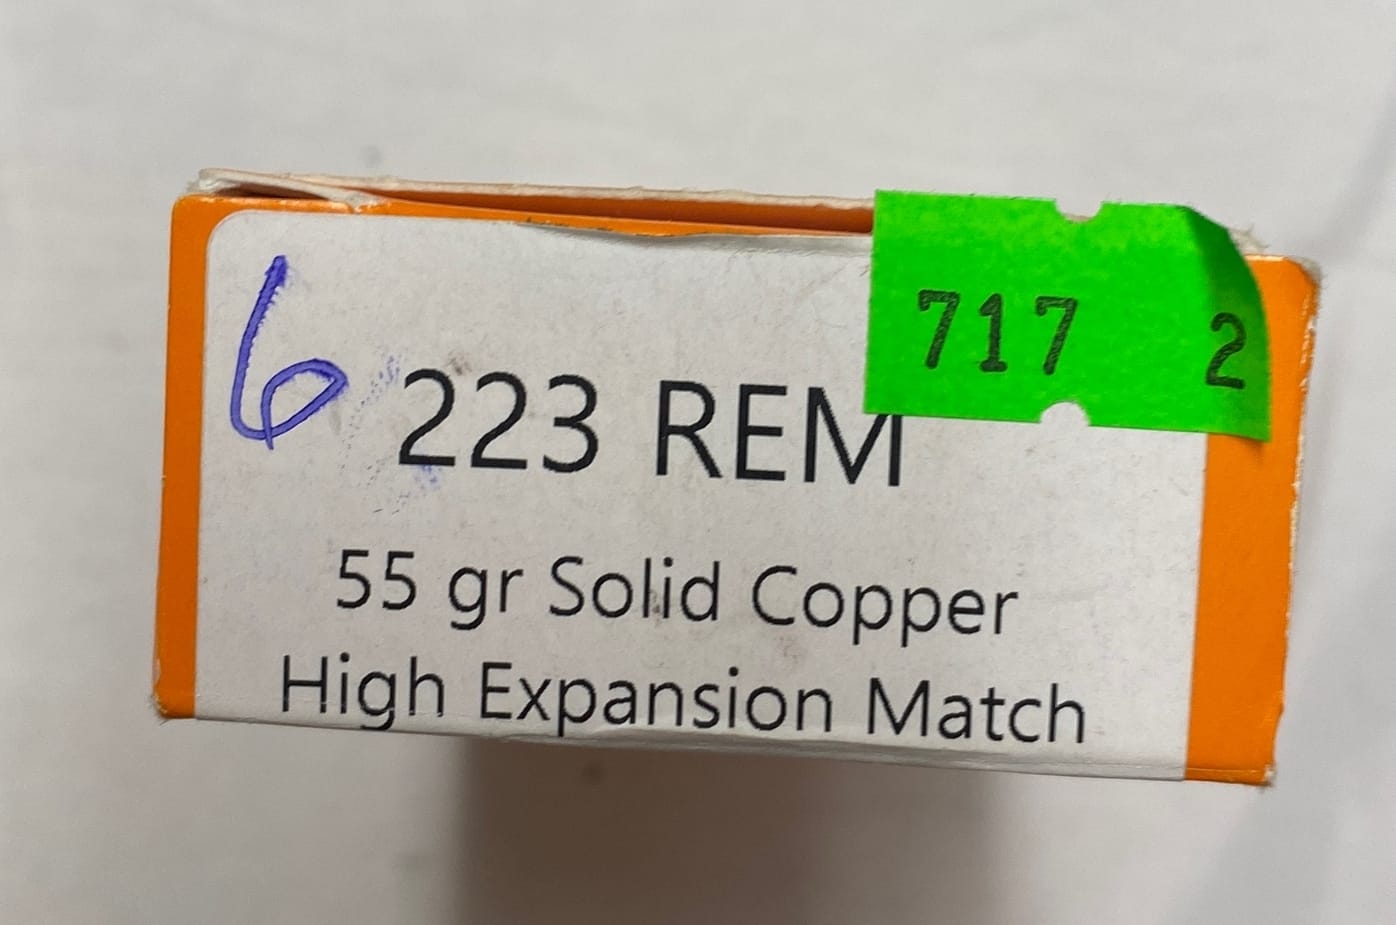 717 2
6
223 REM
55 gr Solid Copper
High Expansion Match